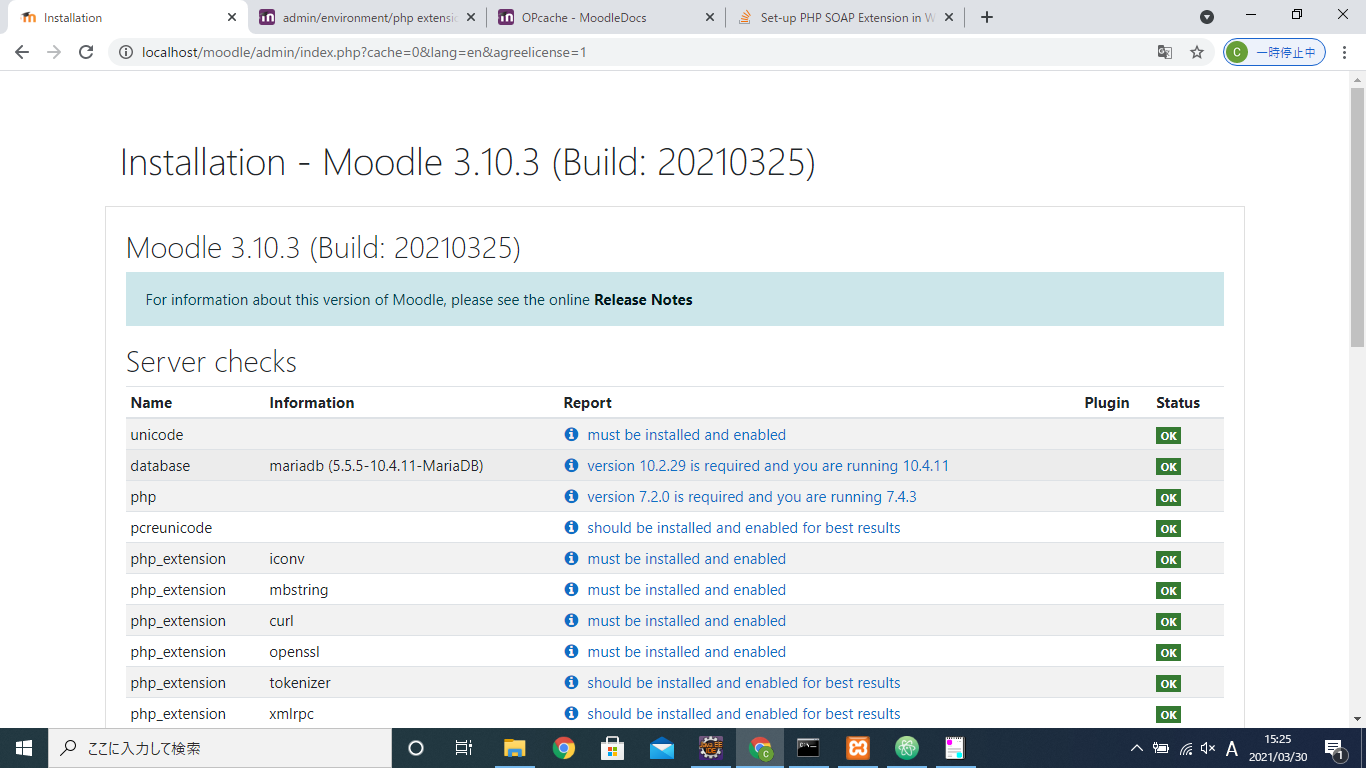 Installation
admin/environment/php extensio
OPcache - MoodleDocs
Set-up PHP SOAP Extension in W
localhost/moodle/admin/index.php?cache=0&lang=en&agreelicense=1
C 一時停止中
Installation - Moodle 3.10.3 (Build: 20210325)
Moodle 3.10.3 (Build: 20210325)
For information about this version of Moodle, please see the online Release Notes
Server checks
Name Information Report Plugin Status
unicode must be installed and enabled OK
database mariadb (5.5.5-10.4.11-MariaDB) version 10.2.29 is required and you are running 10.4.11 OK
php version 7.2.0 is required and you are running 7.4.3 OK
pcreunicode should be installed and enabled for best results OK
php_extension iconv must be installed and enabled OK
php_extension mbstring must be installed and enabled OK
php_extension curl must be installed and enabled OK
php_extension openssl must be installed and enabled OK
php_extension tokenizer should be installed and enabled for best results OK
php_extension xmlrpc should be installed and enabled for best results OK
ここに入力して検索
A
15:25
2021/03/30
1